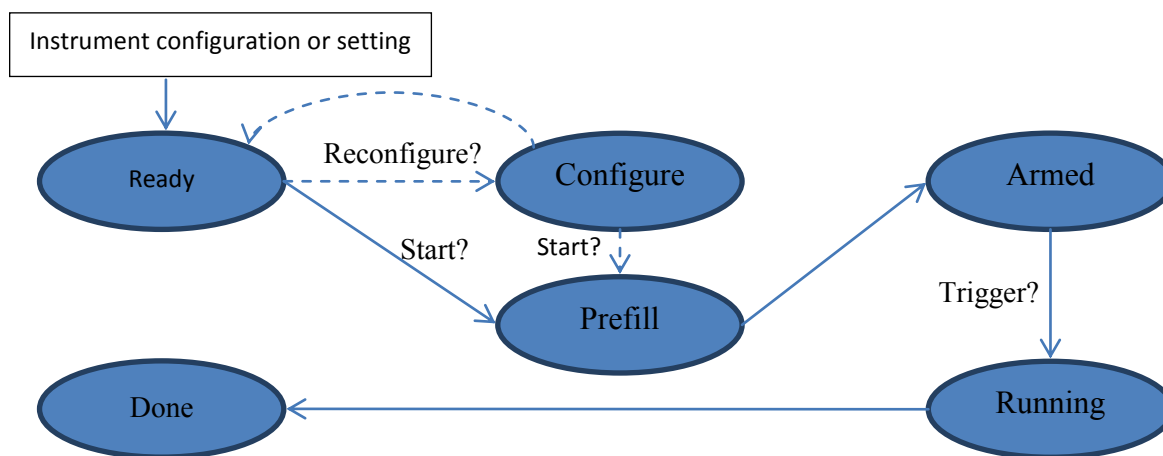 Instrument configuration or setting
Reconfigure?
Ready
Configure
Armed
Start?
Start?
Trigger?
Prefill
Done
Running